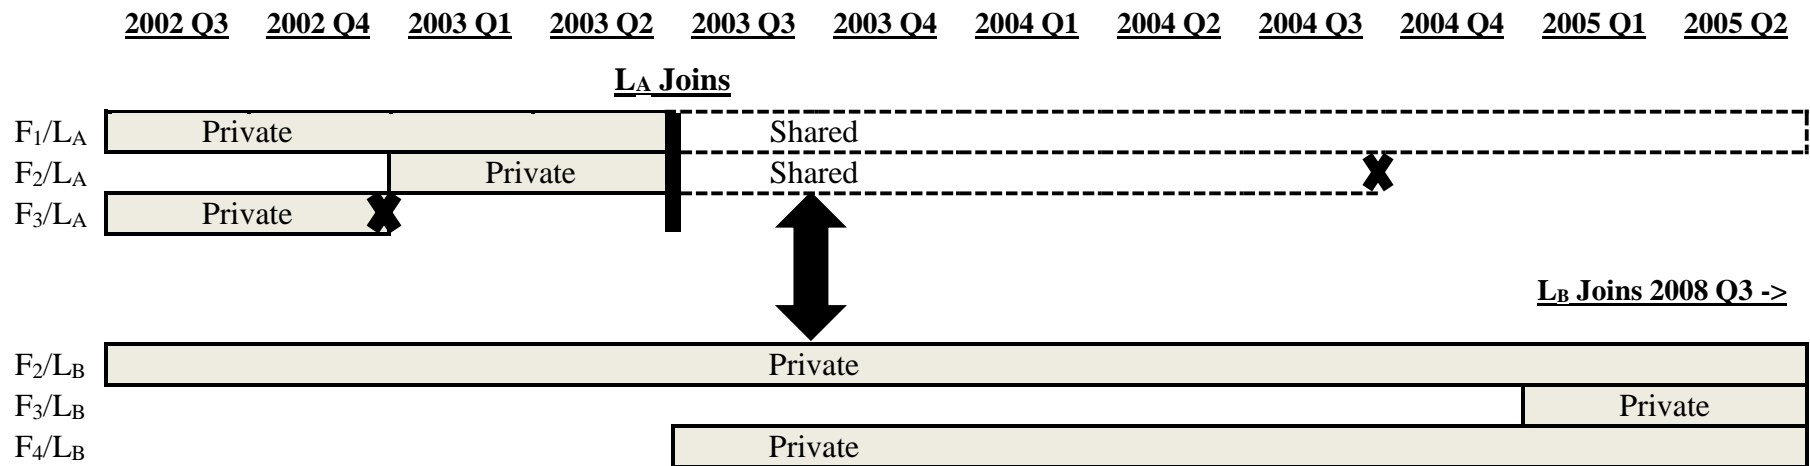 2002 Q3 2002 Q4 2003 Q1 2003 Q2 2003 Q3 2003 Q4 2004 Q1 2004 Q2 2004 Q3 2004 Q4 2005 Q1 2005 Q2
LA Joins
F1/LA Private Shared
F2/LA Private Shared
F3/LA Private
LB Joins 2008 Q3 ->
F2/LB Private
F3/LB Private
F4/LB Private